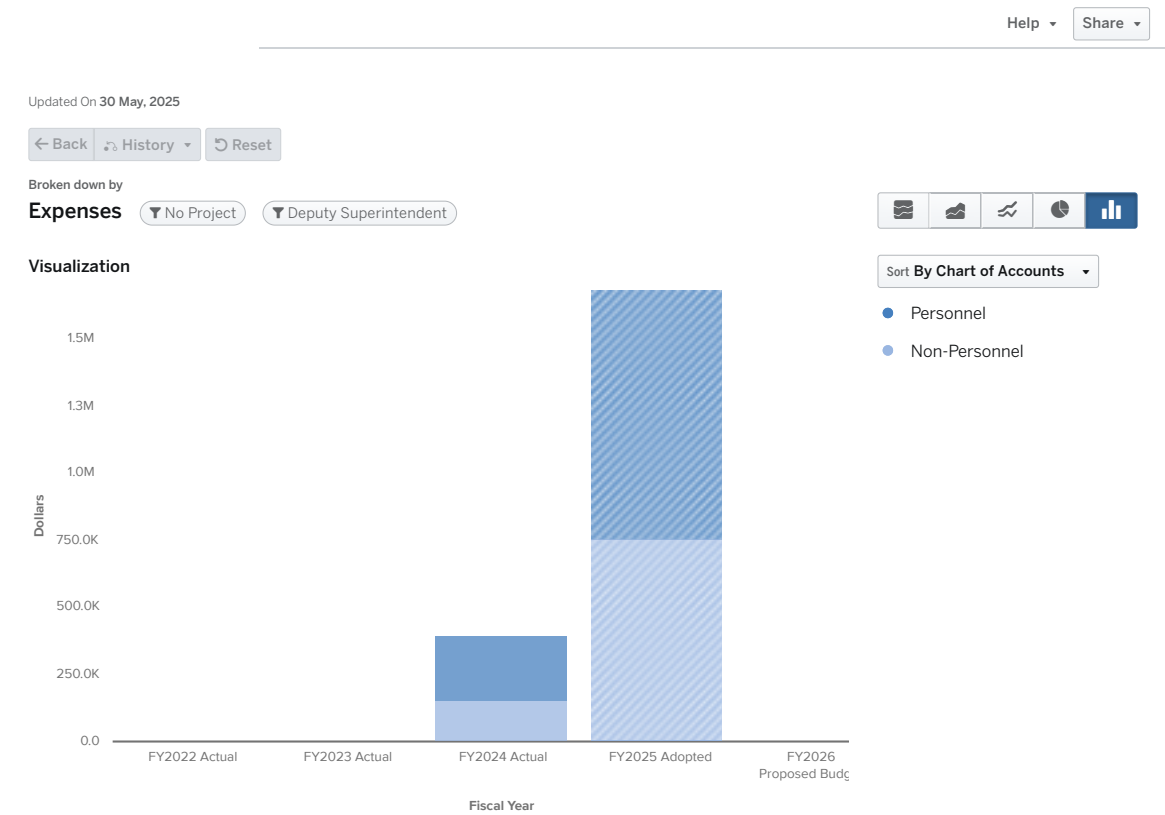 Help
Share
Updated On 30 May, 2025
Back
History
Reset
Broken down by
Expenses
No Project
Deputy Superintendent
Visualization
Sort By Chart of Accounts
Personnel
Non-Personnel
1.5M
1.3M
1.0M
750.0K
500.0K
250.0K
0.0
Dollars
FY2022 Actual
FY2023 Actual
FY2024 Actual
FY2025 Adopted
FY2026
Proposed Budg
Fiscal Year